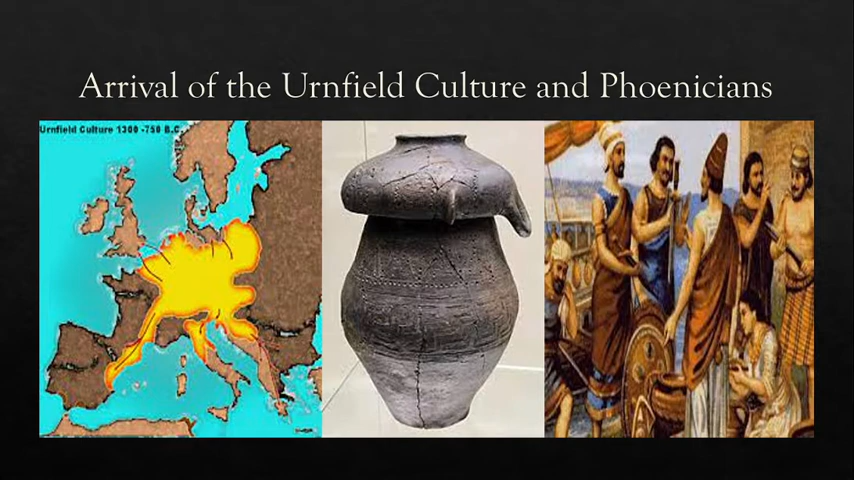 Arrival of the Urnfield Culture and Phoenicians
Urnfield Culture 1300 -750 B.C.